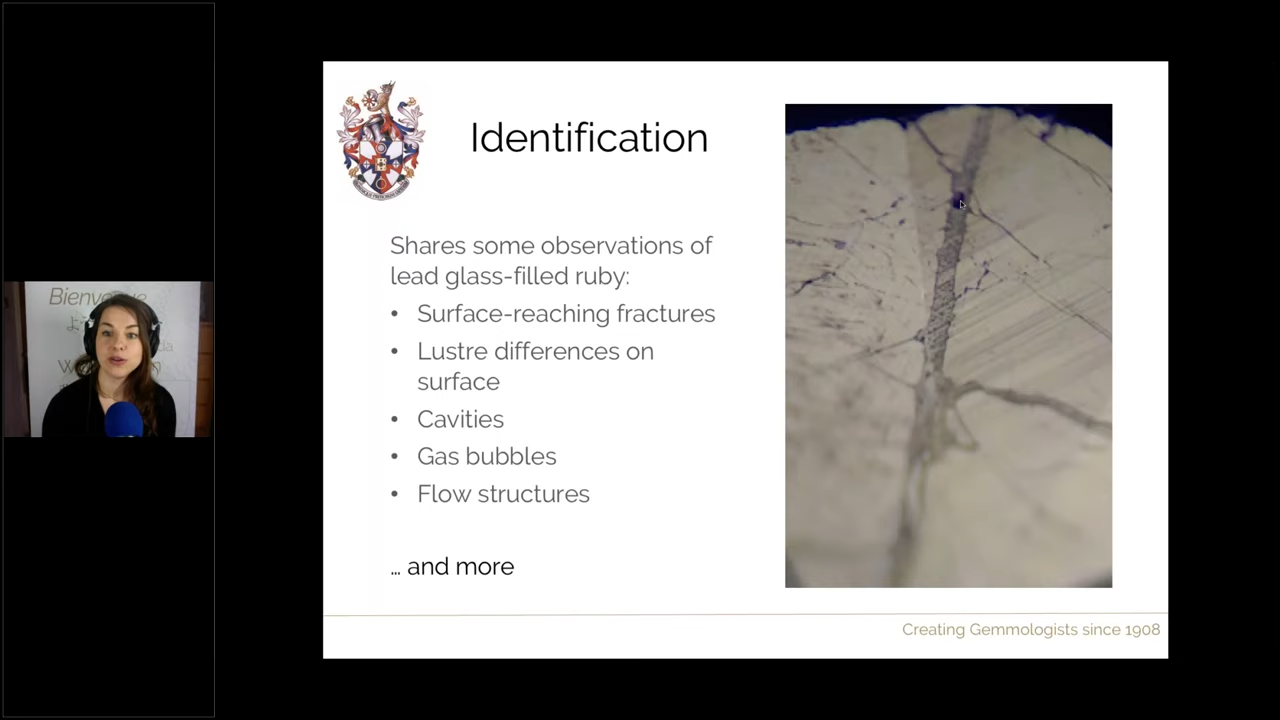 Bienvenue
Identification
Shares some observations of
lead glass-filled ruby:
• Surface-reaching fractures
• Lustre differences on
surface
• Cavities
• Gas bubbles
• Flow structures
… and more
Creating Gemmologists since 1908